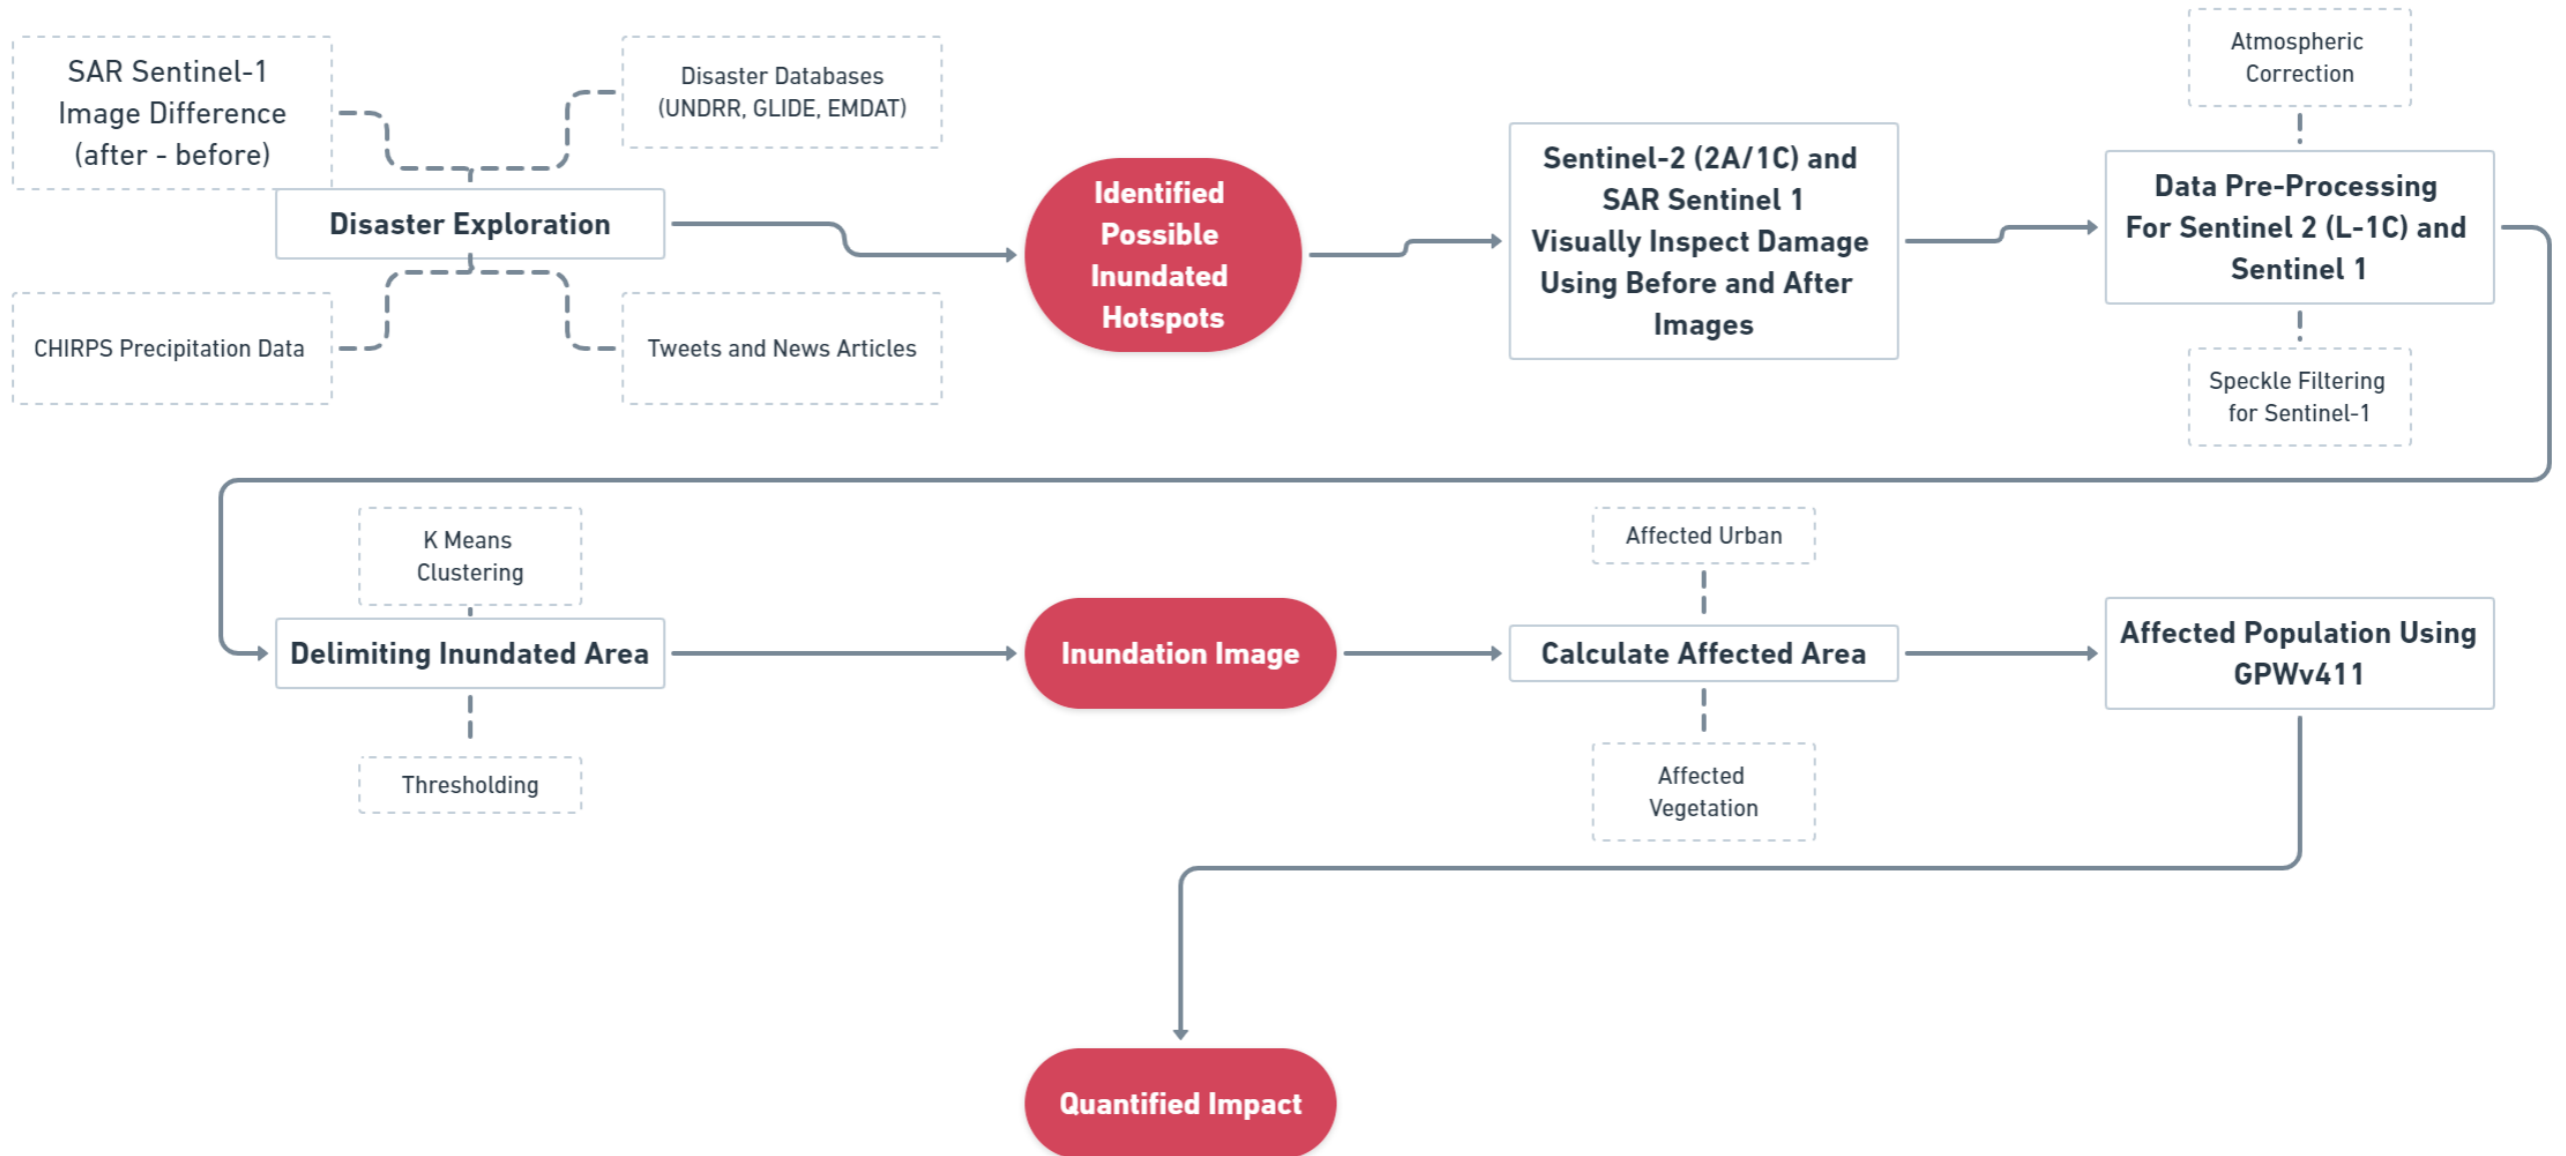 SAR Sentinel-1
Image Difference
(after - before)
Disaster Databases
(UNDRR, GLIDE, EMDAT)
Disaster Exploration
CHIRPS Precipitation Data
Tweets and News Articles
Identified
Possible
Inundated
Hotspots
Sentinel-2 (2A/1C) and
SAR Sentinel 1
Visually Inspect Damage
Using Before and After
Images
Atmospheric
Correction
Data Pre-Processing
For Sentinel 2 (L-1C) and
Sentinel 1
Speckle Filtering
for Sentinel-1
K Means
Clustering
Delimiting Inundated Area
Thresholding
Inundation Image
Affected Urban
Calculate Affected Area
Affected
Vegetation
Affected Population Using
GPWv411
Quantified Impact